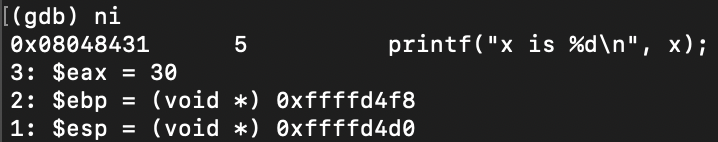 (gdb) ni
0x08048431 5 printf("x is %d\n", x);
3: $eax = 30
2: $ebp = (void *) 0xffffd4f8
1: $esp = (void *) 0xffffd4d0